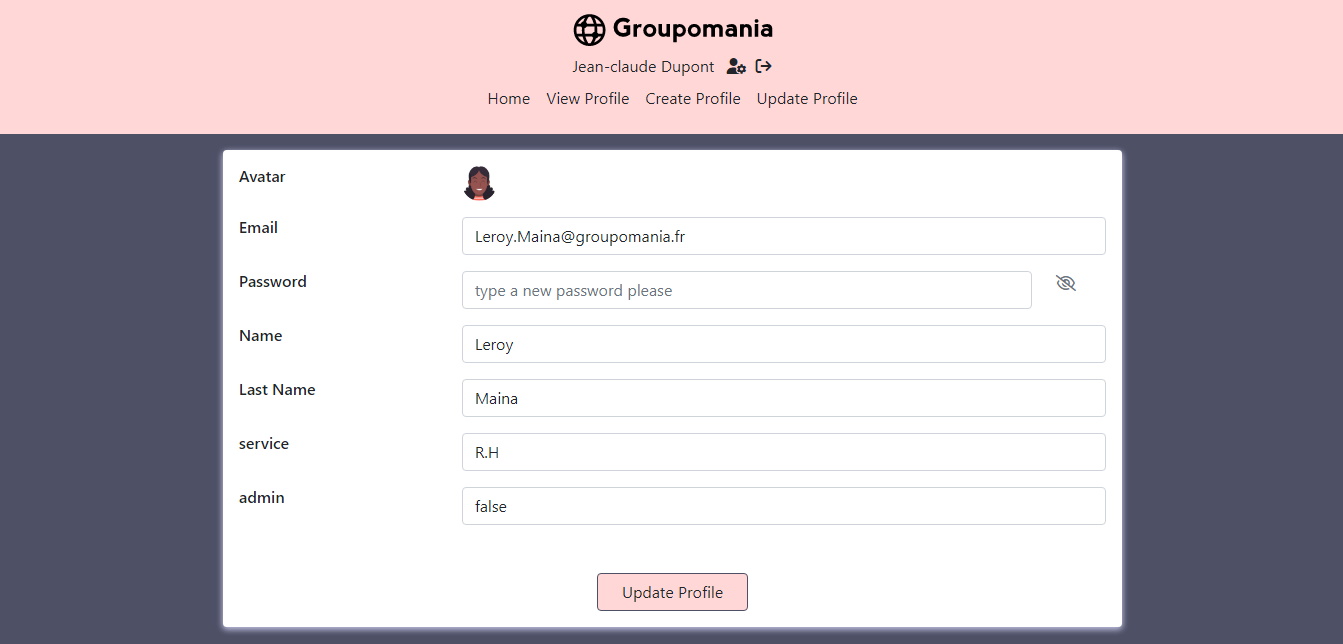 Groupomania
Jean-claude Dupont
Home View Profile Create Profile Update Profile
Avatar
Email Leroy.Maina@groupomania.fr
Password type a new password please
Name Leroy
Last Name Maina
service R.H
admin false
Update Profile